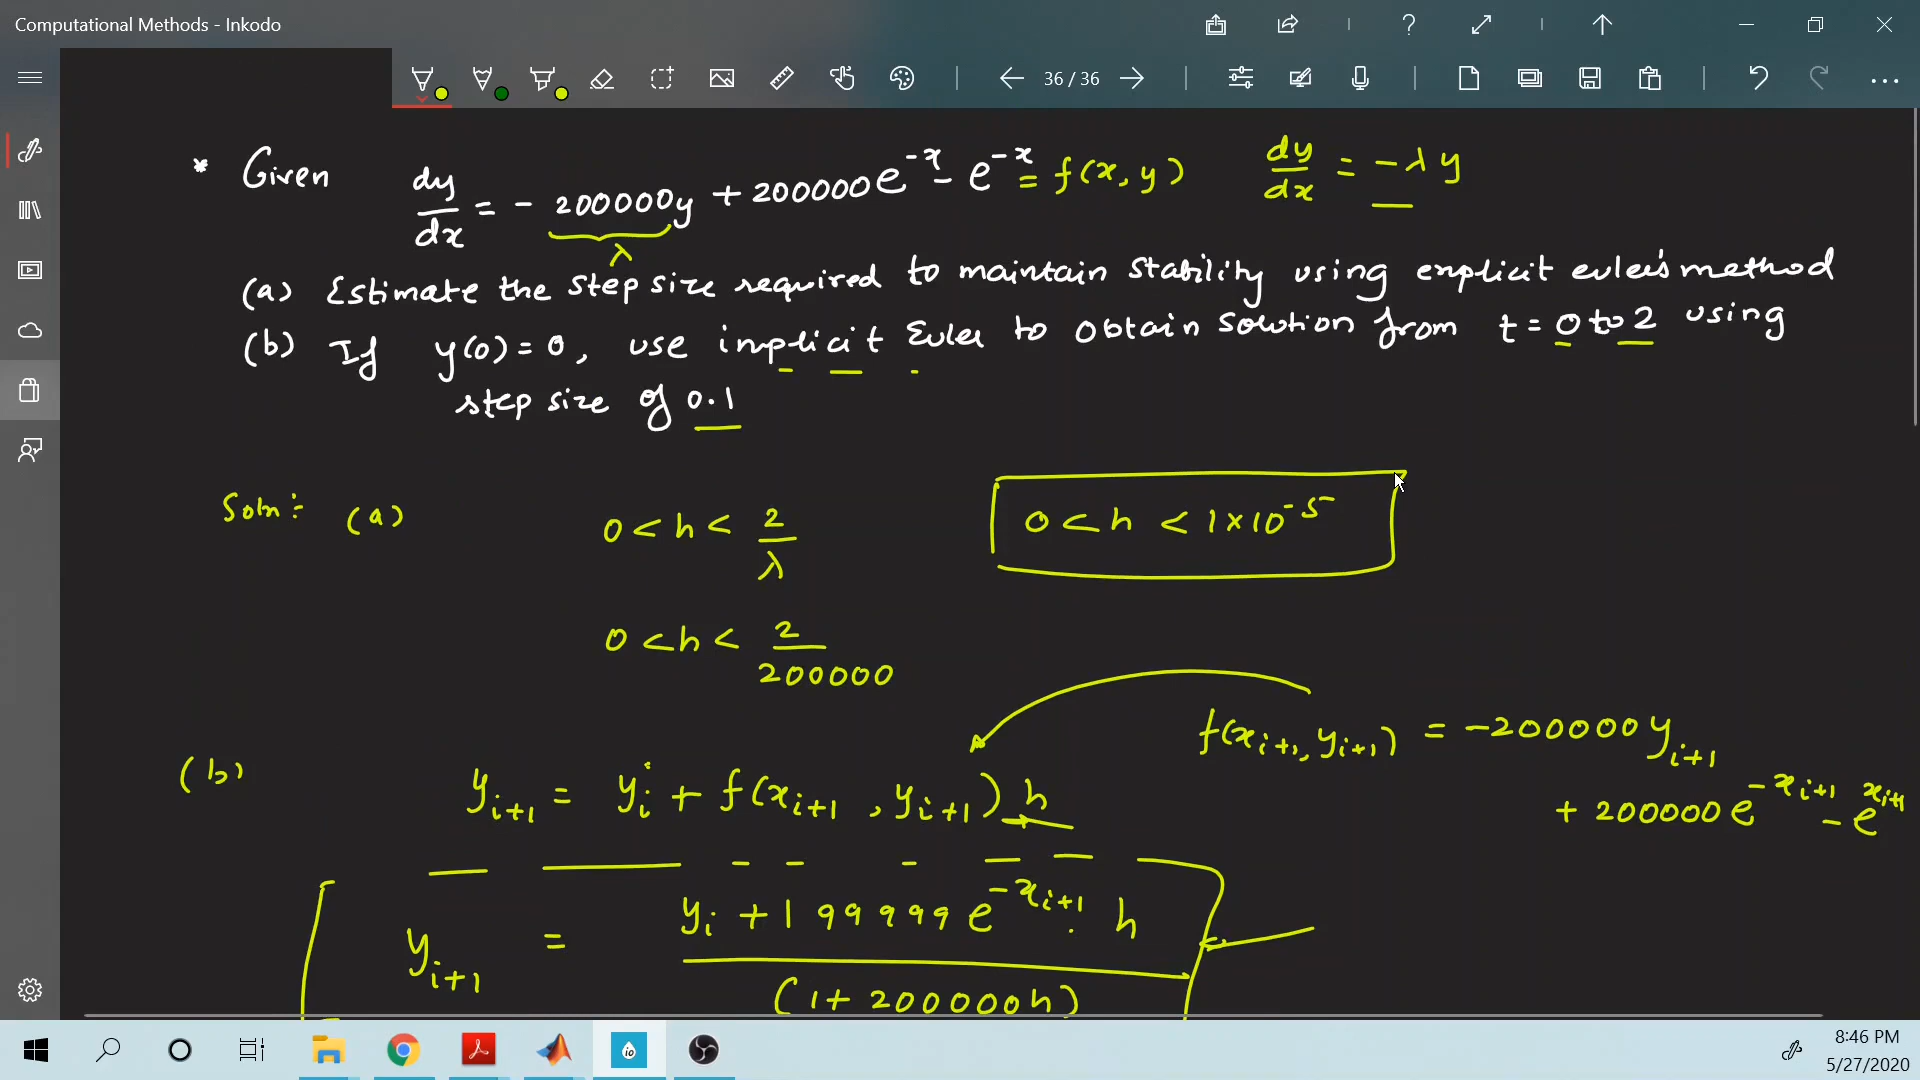 Computational Methods - Inkodo
36 / 36
* Given dy/dx = - 200000y + 200000e^-x - e^-x = f(x, y) dy/dx = - λ y
λ
(a) Estimate the step size required to maintain stability using explicit euler's method
(b) If y(0) = 0, use implicit Euler to obtain solution from t = 0 to 2 using
step size of 0.1
Soln : (a) 0 < h < 2/λ 0 < h < 1 × 10^-5
0 < h < 2/200000
f(x_i+1, y_i+1) = -200000 y_i+1
+ 200000 e^-x_i+1 - e^x_i+1
(b) y_i+1 = y_i + f(x_i+1 , y_i+1) h
y_i+1 = y_i + 199999 e^-x_i+1 h / (1 + 200000h)
io
8:46 PM
5/27/2020